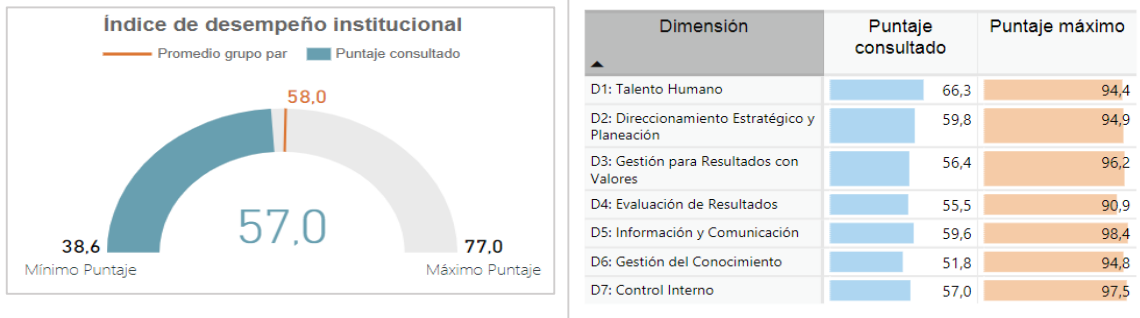 Índice de desempeño institucional
Promedio grupo par Puntaje consultado
58,0
57,0
38,6 77,0
Mínimo Puntaje Máximo Puntaje
Dimensión Puntaje consultado Puntaje máximo
D1: Talento Humano 66,3 94,4
D2: Direccionamiento Estratégico y
Planeación 59,8 94,9
D3: Gestión para Resultados con
Valores 56,4 96,2
D4: Evaluación de Resultados 55,5 90,9
D5: Información y Comunicación 59,6 98,4
D6: Gestión del Conocimiento 51,8 94,8
D7: Control Interno 57,0 97,5